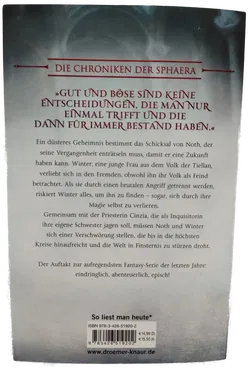 DIE CHRONIKEN DER SPHAERA
»GUT UND BÖSE SIND KEINE
ENTSCHEIDUNGEN, DIE MAN NUR
EINMAL TRIFFT UND DIE
DANN FÜR IMMER BESTAND HABEN.«
Ein düsteres Geheimnis bestimmt das Schicksal von Noth, der
seine Vergangenheit enträtseln muss, damit er eine Zukunft
haben kann. Winter, eine junge Frau aus dem Volk der Tiellan,
verliebt sich in den Fremden, obwohl ihn ihr Volk als Feind
betrachtet. Als sie durch einen brutalen Angriff getrennt werden,
riskiert Winter alles, um ihn zu finden – sogar, dass sie sich durch ihre
Magie selbst zu verlieren.
Gemeinsam mit der Priesterin Cinzia, die als Inquisitorin
ihre eigene Schwester jagen soll, müssen Noth und Winter
sich einer Verschwörung stellen, die bis in die höchsten
Kreise hinaufreicht und die Welt in Finsternis zu stürzen droht.
Der Auftakt zur aufregendsten Fantasy-Serie der letzten Jahre:
eindringlich, abenteuerlich, episch!
So liest man heute*
www.droemer-knaur.de